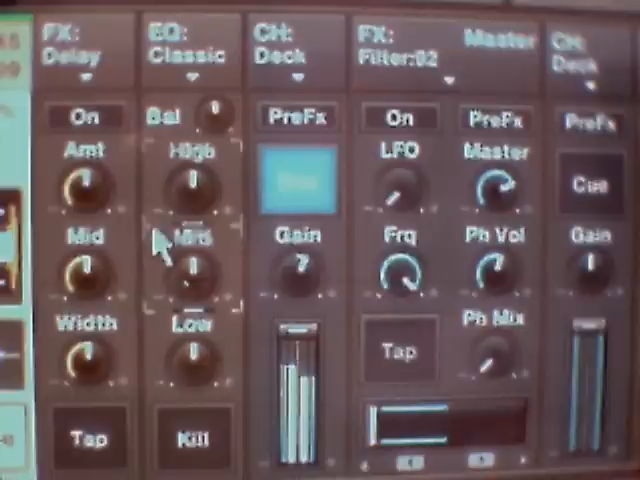 FX:
Delay
EQ:
Classic
CH:
Deck
FX:
Filter:02
Master
CH:
Deck
On
Bal
PreFx
On
PreFx
PreFx
Amt
High
LFO
Master
Cue
Mid
Mid
Gain
Frq
Ph Vol
Gain
Width
Low
Tap
Ph Mix
Tap
Kill